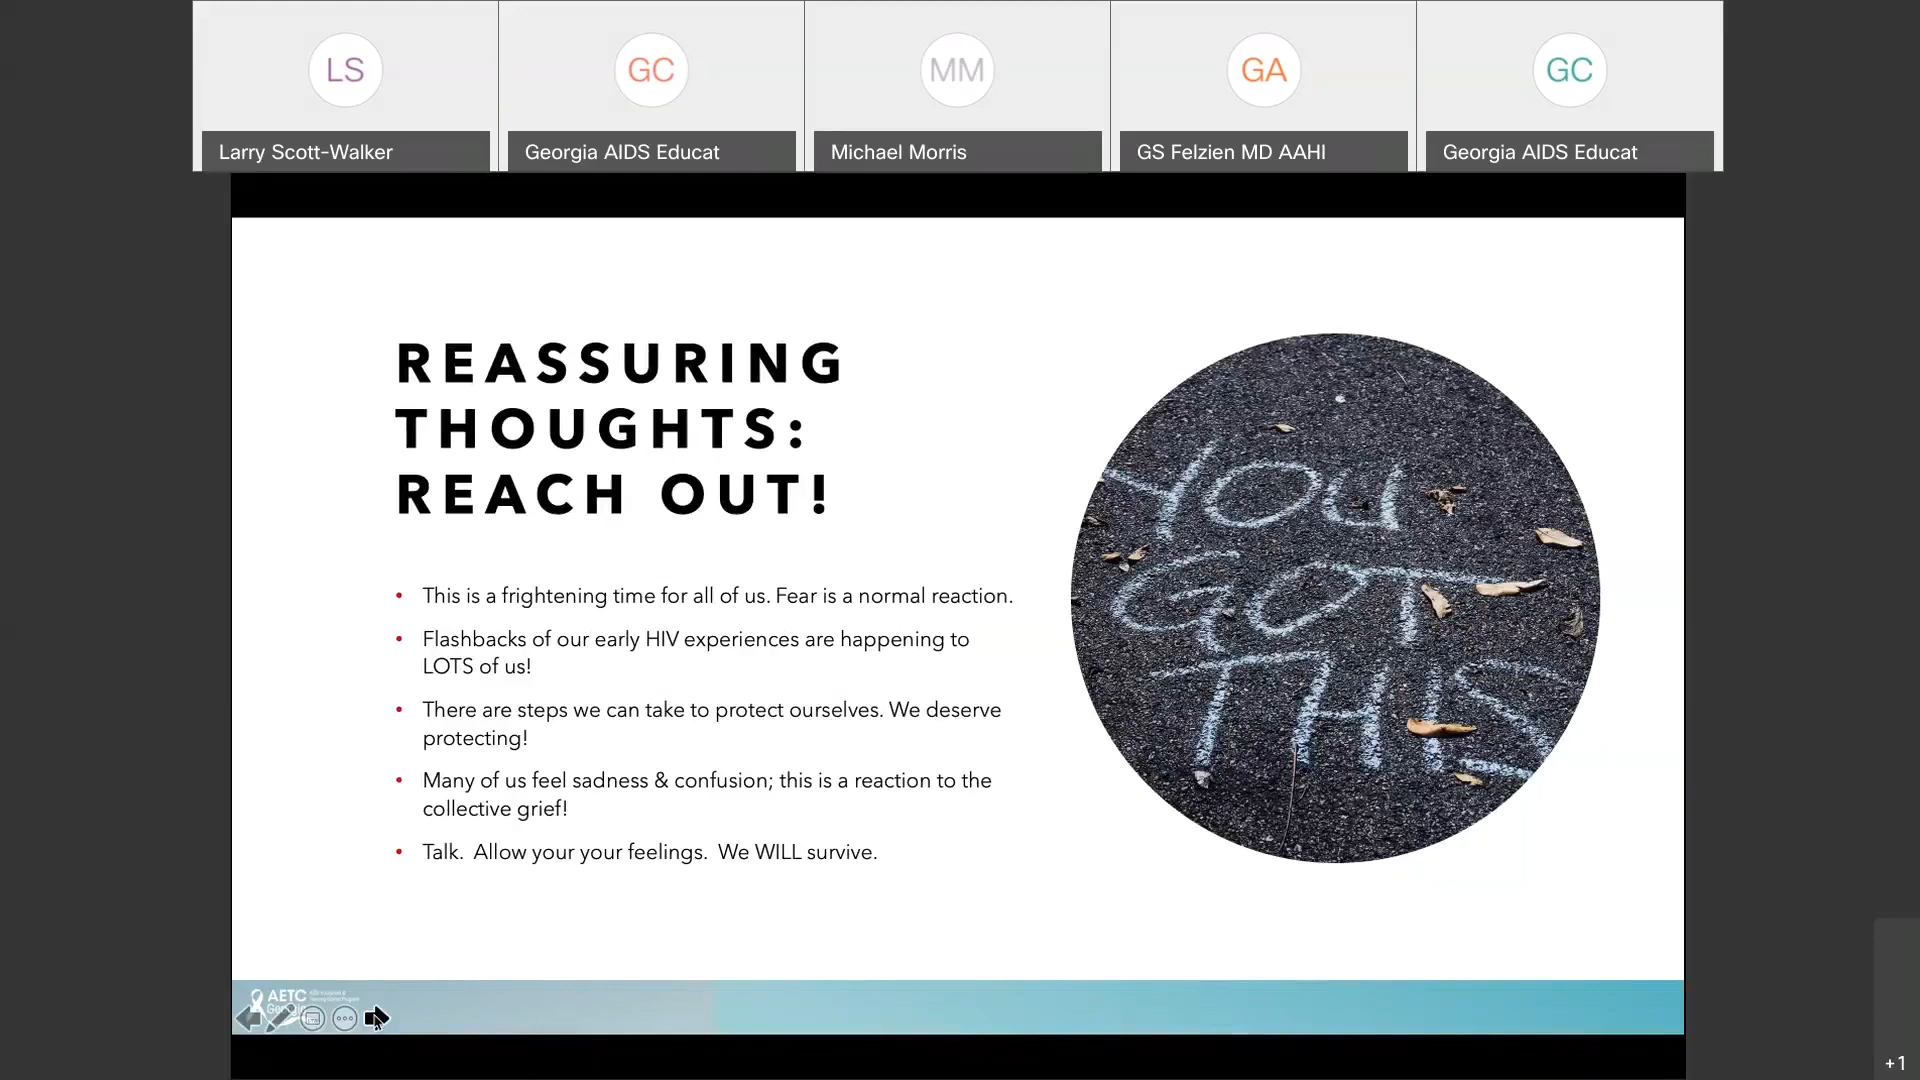 LS
GC
MM
GA
GC
Larry Scott-Walker
Georgia AIDS Educat
Michael Morris
GS Felzien MD AAHI
Georgia AIDS Educat
REASSURING
THOUGHTS:
REACH OUT!
• This is a frightening time for all of us. Fear is a normal reaction.
• Flashbacks of our early HIV experiences are happening to
LOTS of us!
• There are steps we can take to protect ourselves. We deserve
protecting!
• Many of us feel sadness & confusion; this is a reaction to the
collective grief!
• Talk.  Allow your your feelings.  We WILL survive.
YOU
GOT
THIS
AETC
+1